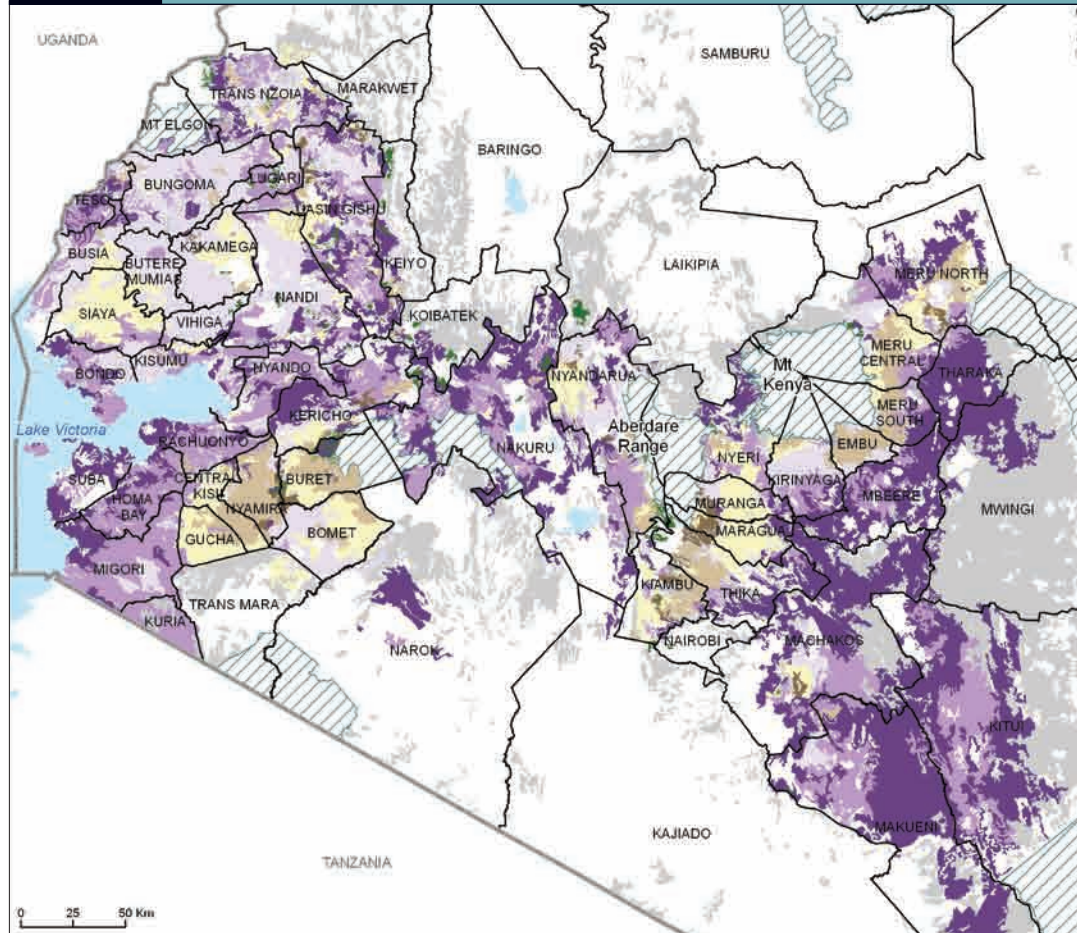 UGANDA
SAMBURU
TRANS NZOIA
MARAKWET
MT ELGON
BARINGO
BUNGOMA
LUGARI
TESO
UASIN GISHU
KAKAMEGA
BUSIA
BUTERE
MUMIAS
KEIYO
LAIKIPIA
MERU NORTH
SIAYA
NANDI
VIHIGA
KOIBATEK
MERU
CENTRAL
BONDO
KISUMU
NYANDO
NYANDARUA
Mt.
Kenya
THARAKA
KERICHO
MERU
SOUTH
Lake Victoria
RACHUONYO
NAKURU
Aberdare
Range
NYERI
EMBU
SUBA
HOMA
BAY
CENTRAL
KISII
BURET
KIRINYAGA
MBEERE
MWINGI
NYAMIRA
MURANGA
GUCHA
BOMET
MARAGUA
MIGORI
KIAMBU
THIKA
TRANS MARA
KURIA
NAIROBI
MACHAKOS
NAROK
KITUI
KAJIADO
MAKUENI
TANZANIA
0 25 50 Km